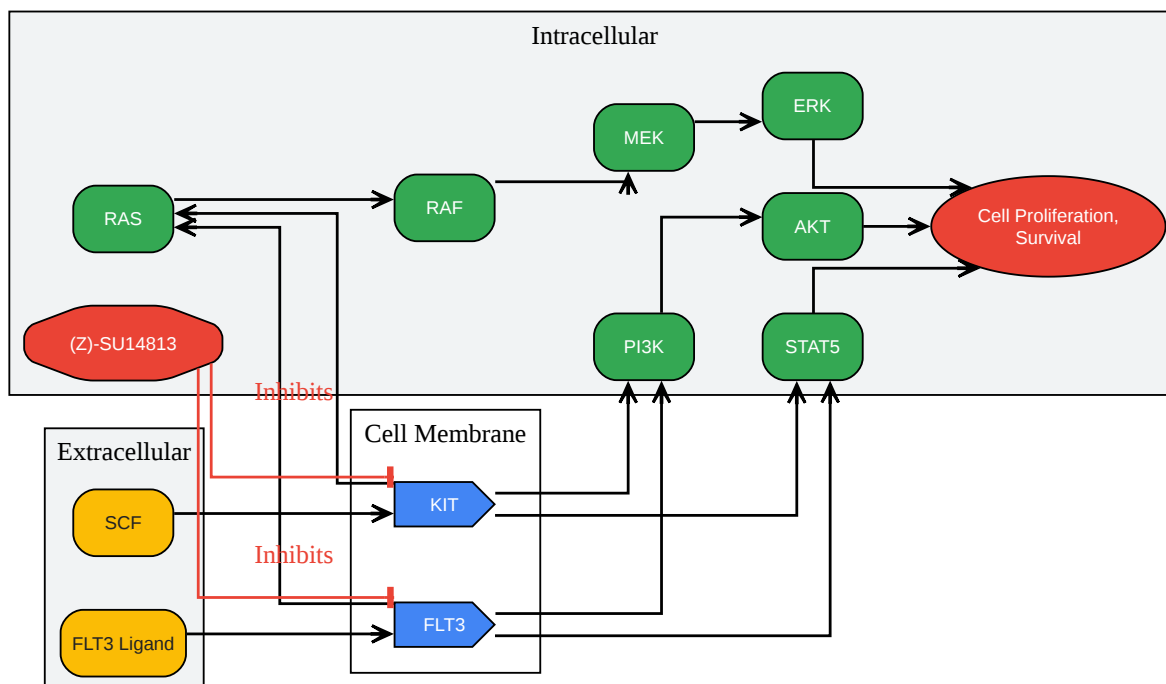 Intracellular
ERK
MEK
RAS
RAF
AKT
Cell Proliferation,
Survival
(Z)-SU14813
PI3K
STAT5
Inhibits
Extracellular
Cell Membrane
SCF
KIT
Inhibits
FLT3 Ligand
FLT3